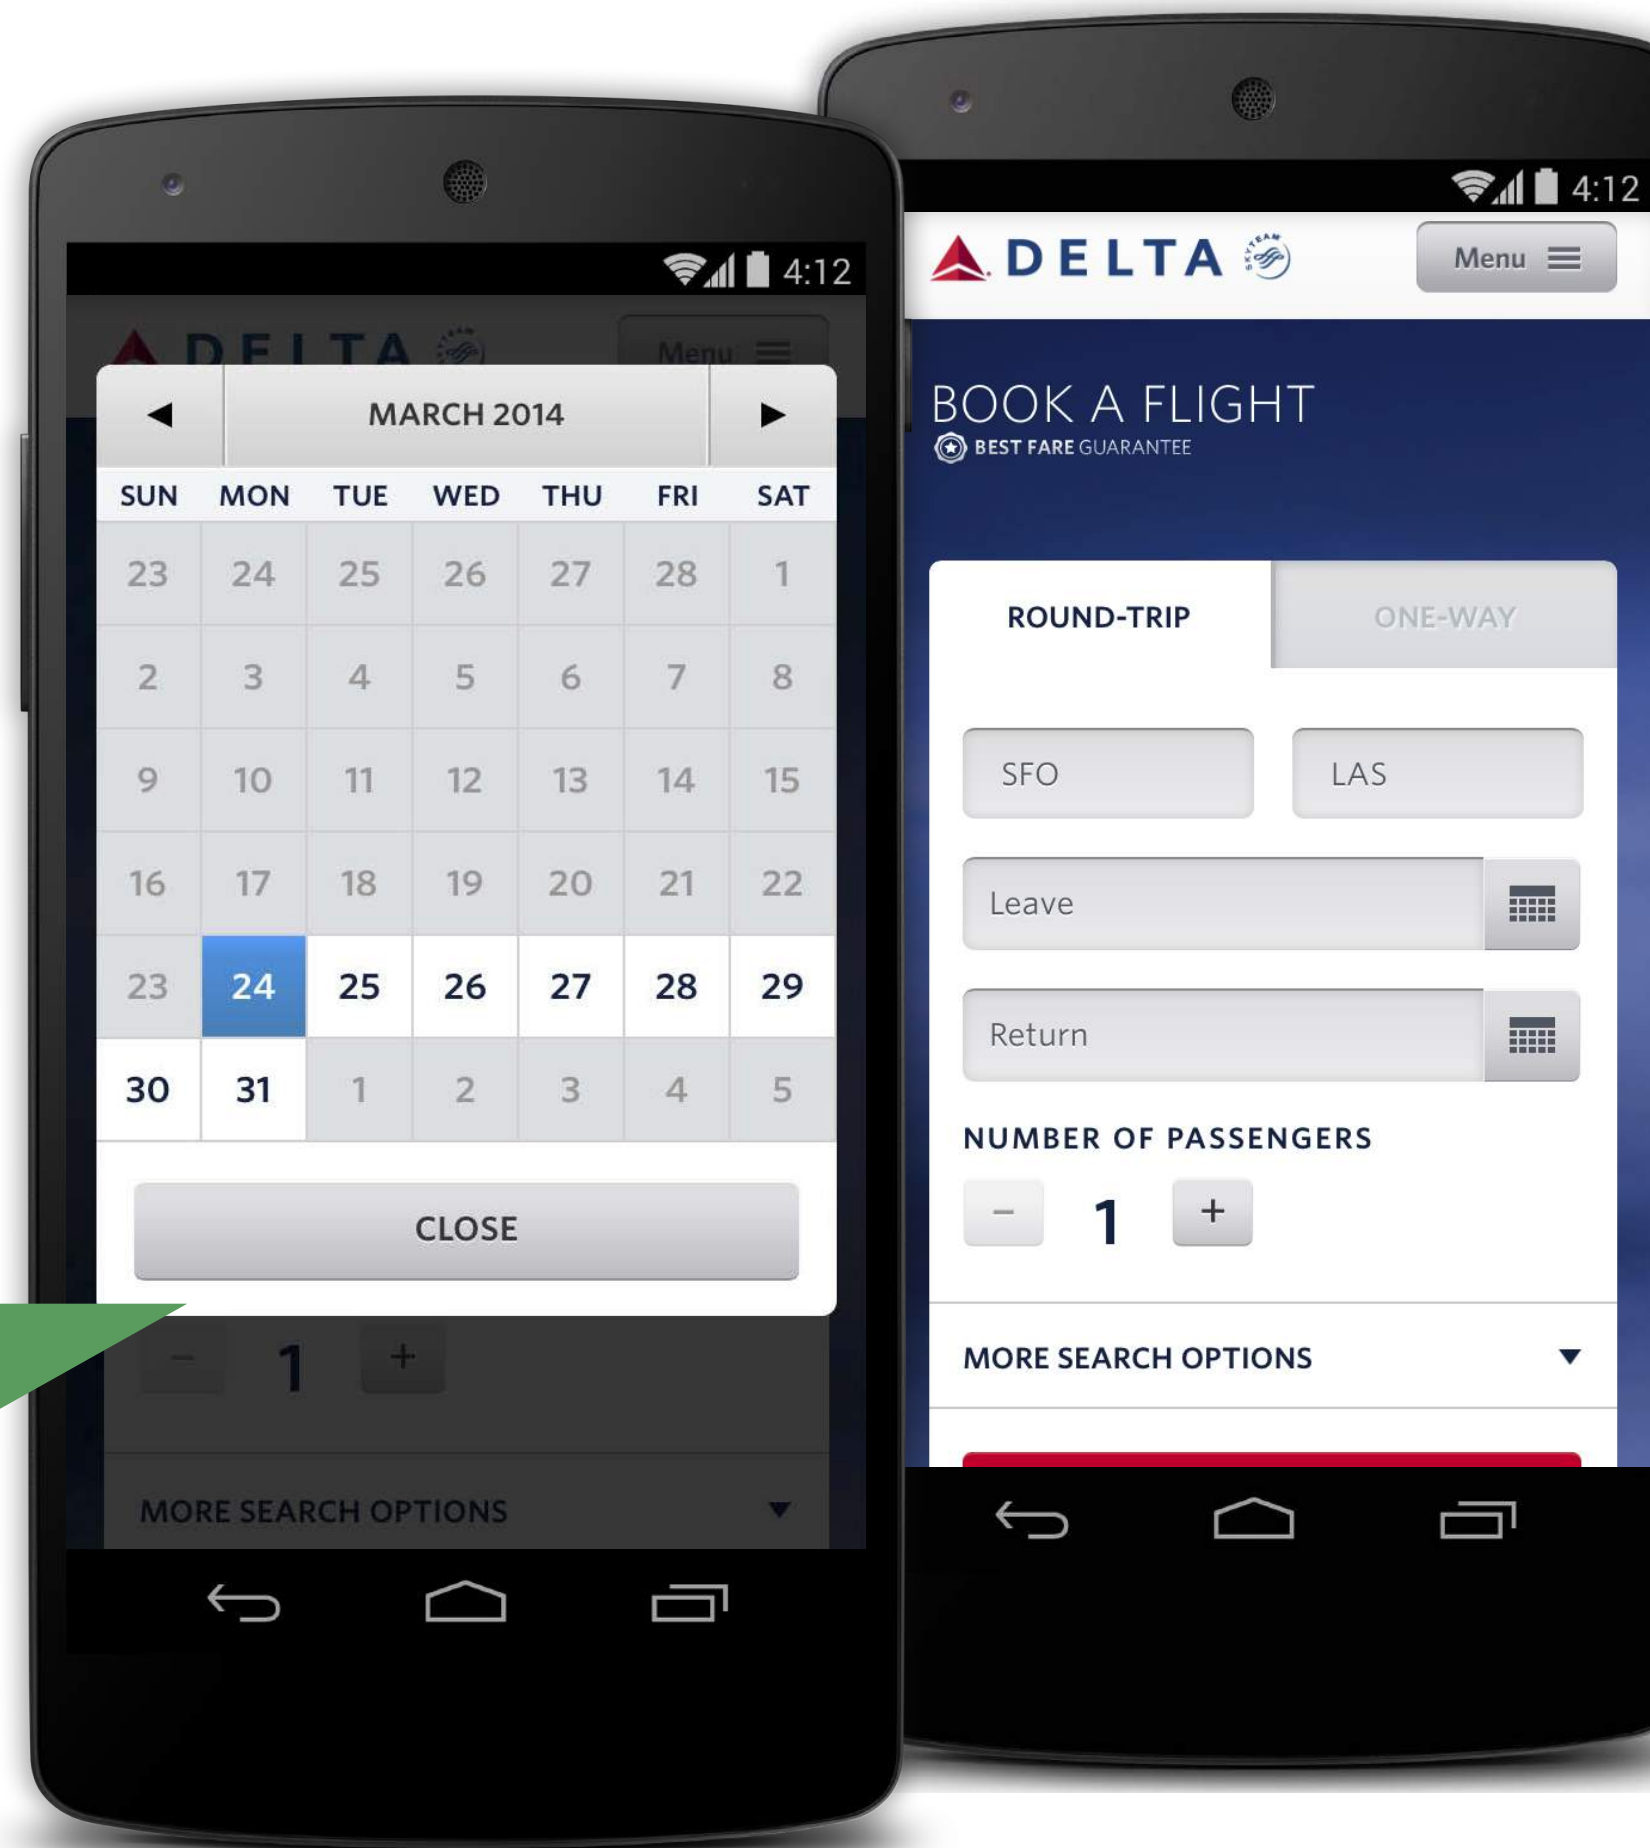 4:12
DELTA
Menu
MARCH 2014
SUN MON TUE WED THU FRI SAT
23 24 25 26 27 28 1
2 3 4 5 6 7 8
9 10 11 12 13 14 15
16 17 18 19 20 21 22
23 24 25 26 27 28 29
30 31 1 2 3 4 5
CLOSE
- 1 +
MORE SEARCH OPTIONS
4:12
DELTA SKYTEAM
Menu
BOOK A FLIGHT
BEST FARE GUARANTEE
ROUND-TRIP ONE-WAY
SFO LAS
Leave
Return
NUMBER OF PASSENGERS
- 1 +
MORE SEARCH OPTIONS